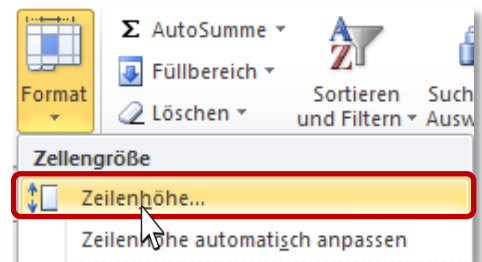 Format
Σ AutoSumme
Füllbereich
Löschen
Sortieren
und Filtern
Zellengröße
Zeilenhöhe...
Zeilenhöhe automatisch anpassen